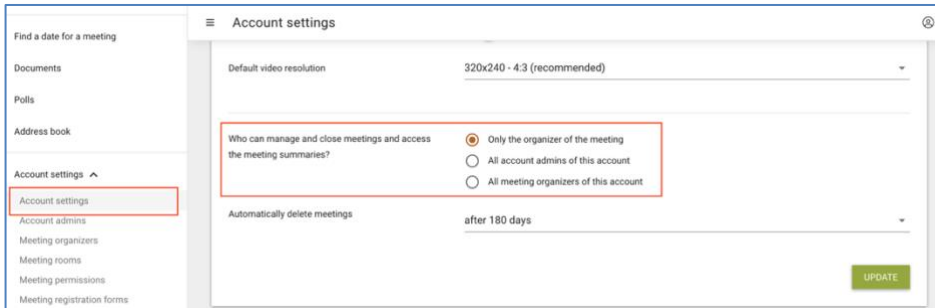 Account settings
Find a date for a meeting
Documents
Polls
Address book
Account settings
Account settings
Account admins
Meeting organizers
Meeting rooms
Meeting permissions
Meeting registration forms
Default video resolution
320x240 - 4:3 (recommended)
Who can manage and close meetings and access
the meeting summaries?
Only the organizer of the meeting
All account admins of this account
All meeting organizers of this account
Automatically delete meetings
after 180 days
UPDATE